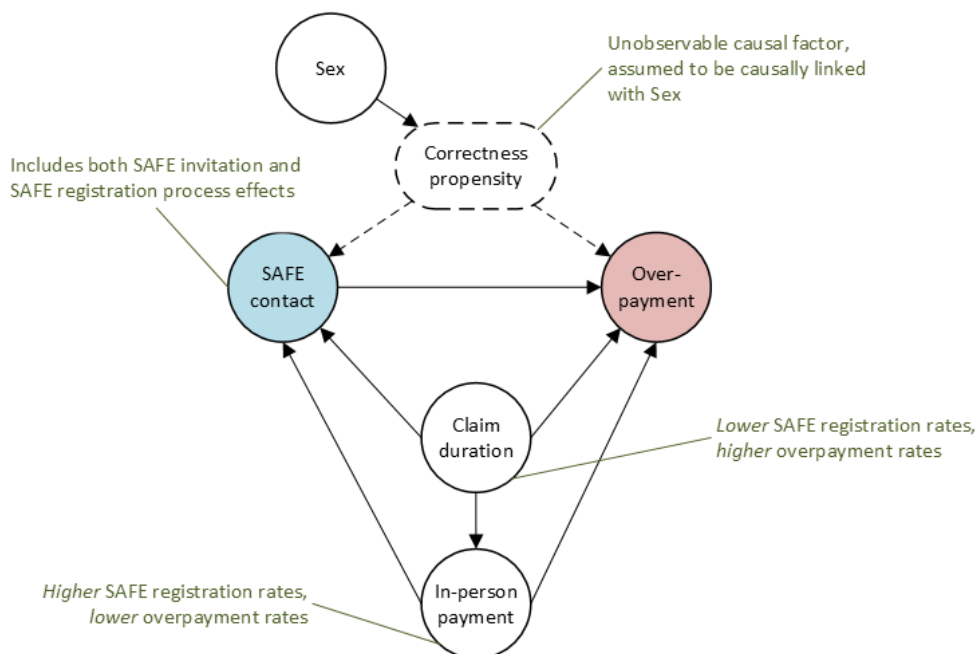 Sex
Unobservable causal factor,
assumed to be causally linked
with Sex
Correctness
propensity
Includes both SAFE invitation and
SAFE registration process effects
SAFE
contact
Over-
payment
Claim
duration
Lower SAFE registration rates,
higher overpayment rates
Higher SAFE registration rates,
lower overpayment rates
In-person
payment